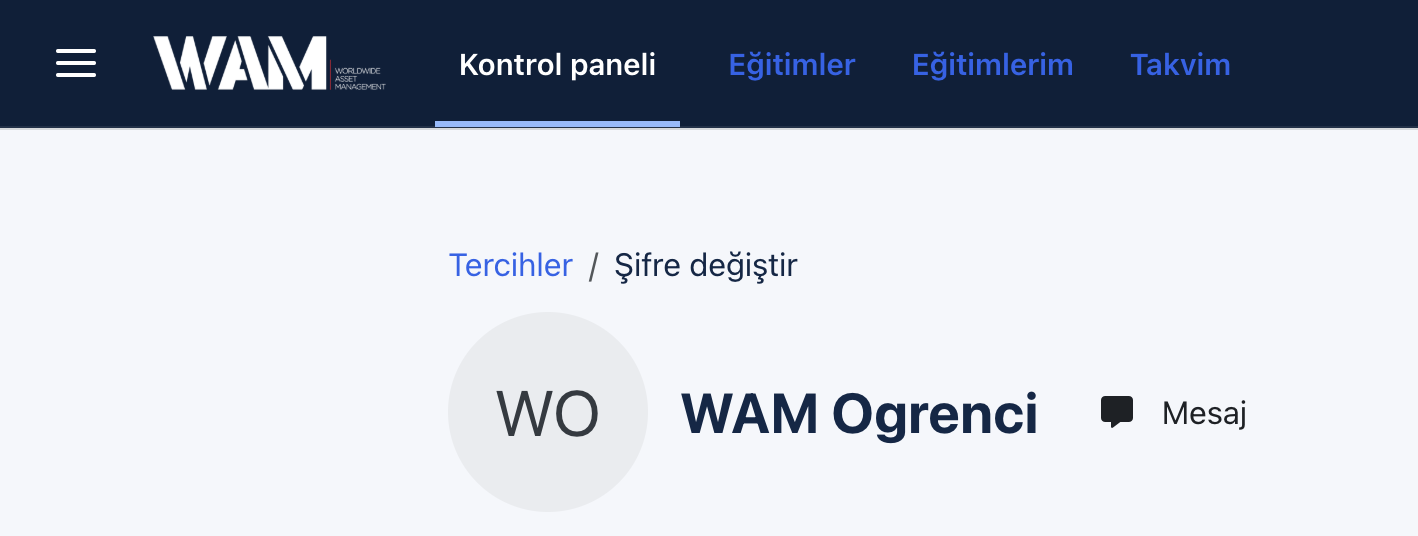 WAM WORLDWIDE
ASSET
MANAGEMENT
Kontrol paneli Eğitimler Eğitimlerim Takvim
Tercihler / Şifre değiştir
WO WAM Ogrenci Mesaj